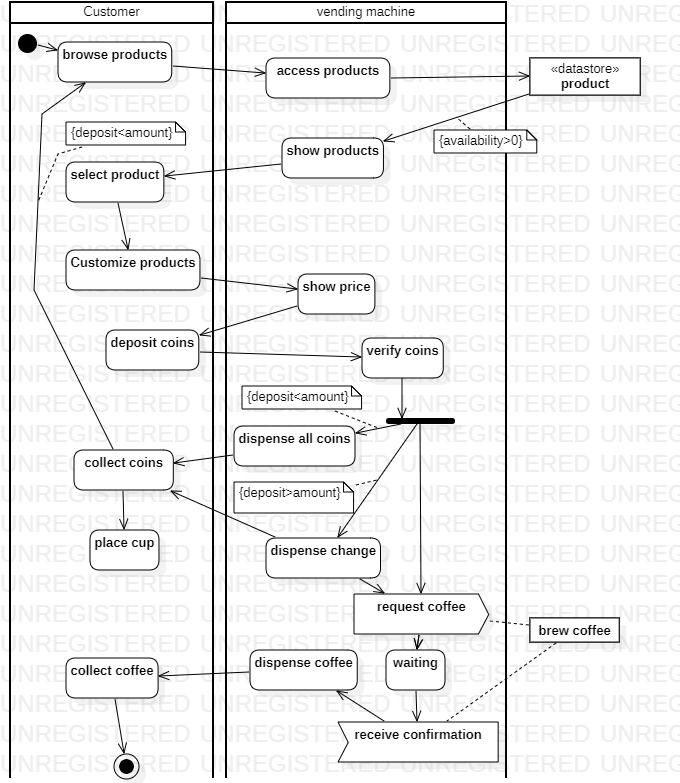 Customer
vending machine
browse products
access products
«datastore»
product
{deposit<amount}
{availability>0}
show products
select product
Customize products
show price
deposit coins
verify coins
{deposit<amount}
dispense all coins
collect coins
{deposit>amount}
place cup
dispense change
request coffee
brew coffee
collect coffee
dispense coffee
waiting
receive confirmation
UNREGISTERED